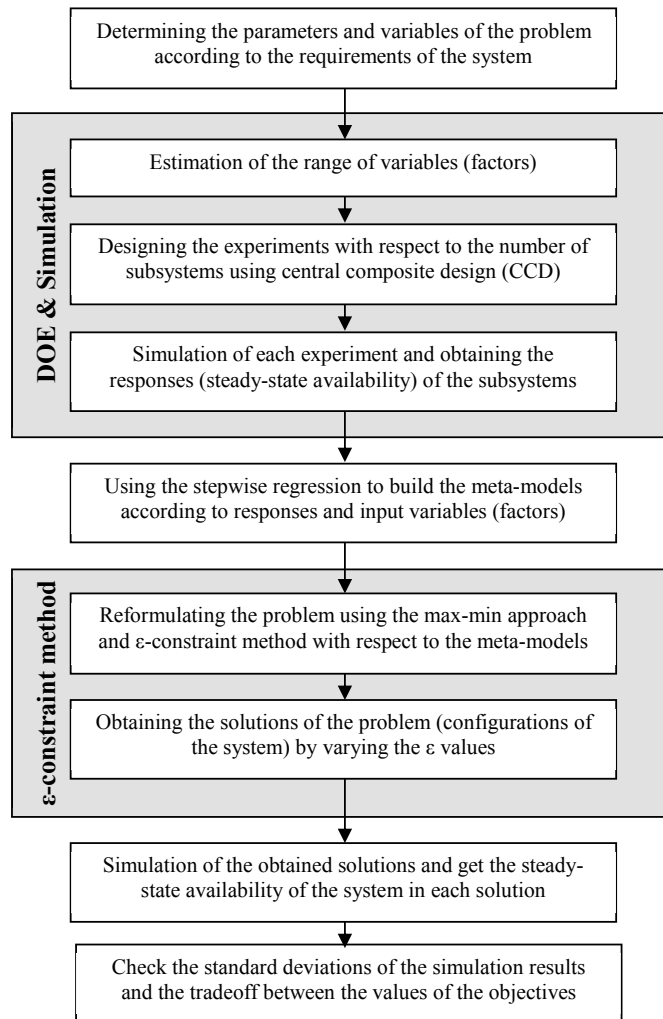 Determining the parameters and variables of the problem
according to the requirements of the system
DOE & Simulation
Estimation of the range of variables (factors)
Designing the experiments with respect to the number of
subsystems using central composite design (CCD)
Simulation of each experiment and obtaining the
responses (steady-state availability) of the subsystems
Using the stepwise regression to build the meta-models
according to responses and input variables (factors)
ε-constraint method
Reformulating the problem using the max-min approach
and ε-constraint method with respect to the meta-models
Obtaining the solutions of the problem (configurations of
the system) by varying the ε values
Simulation of the obtained solutions and get the steady-
state availability of the system in each solution
Check the standard deviations of the simulation results
and the tradeoff between the values of the objectives